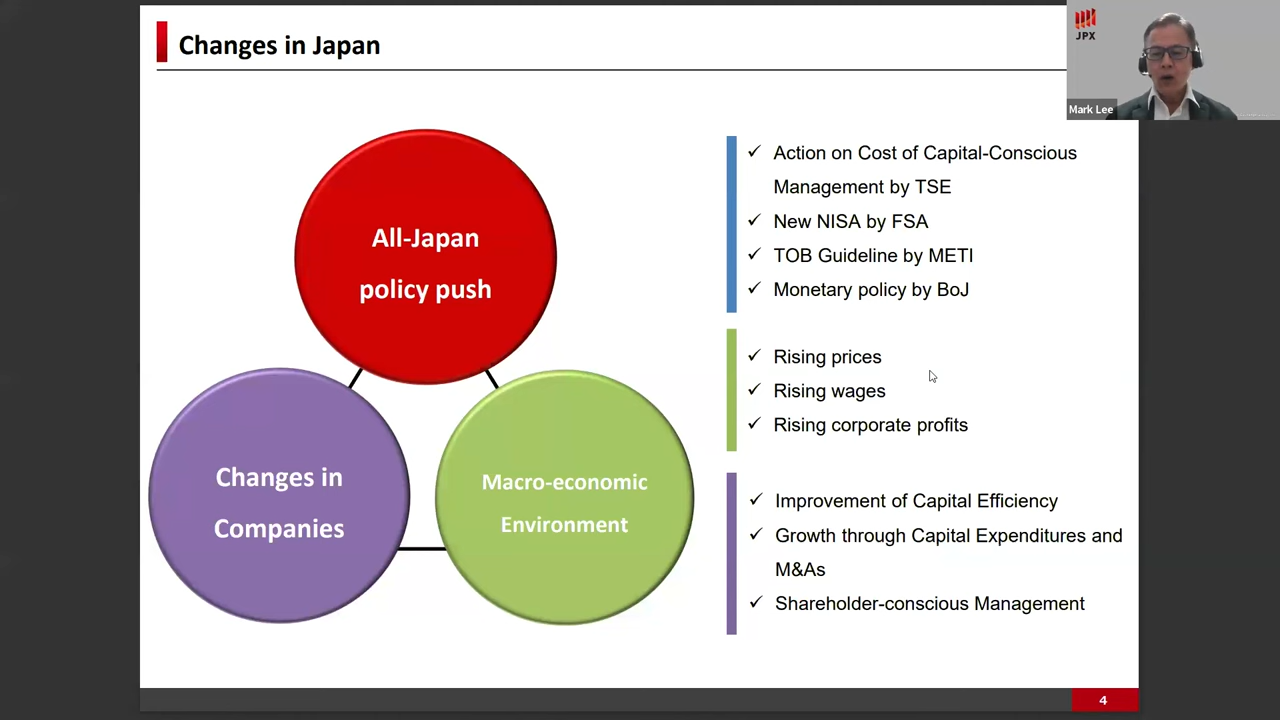 Changes in Japan
JPX
Mark Lee
All-Japan
policy push
Changes in
Companies
Macro-economic
Environment
Action on Cost of Capital-Conscious
Management by TSE
New NISA by FSA
TOB Guideline by METI
Monetary policy by BoJ
Rising prices
Rising wages
Rising corporate profits
Improvement of Capital Efficiency
Growth through Capital Expenditures and
M&As
Shareholder-conscious Management
4